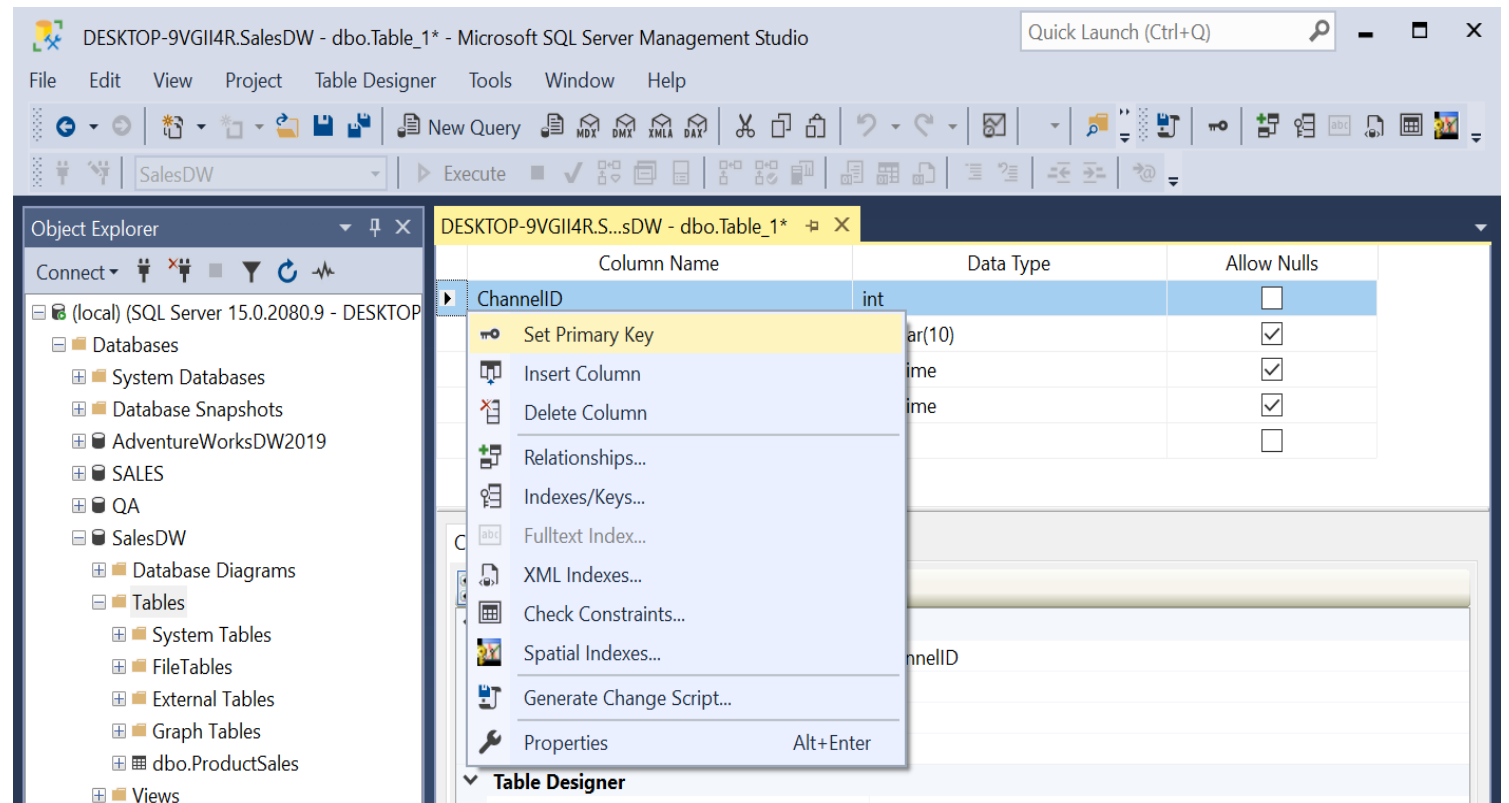 DESKTOP-9VGII4R.SalesDW - dbo.Table_1* - Microsoft SQL Server Management Studio
Quick Launch (Ctrl+Q)
File Edit View Project Table Designer Tools Window Help
New Query MDX DMX XMLA DAX abc
SalesDW Execute
Object Explorer
Connect
(local) (SQL Server 15.0.2080.9 - DESKTOP
Databases
System Databases
Database Snapshots
AdventureWorksDW2019
SALES
QA
SalesDW
Database Diagrams
Tables
System Tables
FileTables
External Tables
Graph Tables
dbo.ProductSales
Views
DESKTOP-9VGII4R.S...sDW - dbo.Table_1*
Column Name Data Type Allow Nulls
ChannelID int
ar(10)
ime
ime
Set Primary Key
Insert Column
Delete Column
Relationships...
Indexes/Keys...
abc Fulltext Index...
XML Indexes...
Check Constraints...
Spatial Indexes...
Generate Change Script...
Properties Alt+Enter
C
nnelID
Table Designer